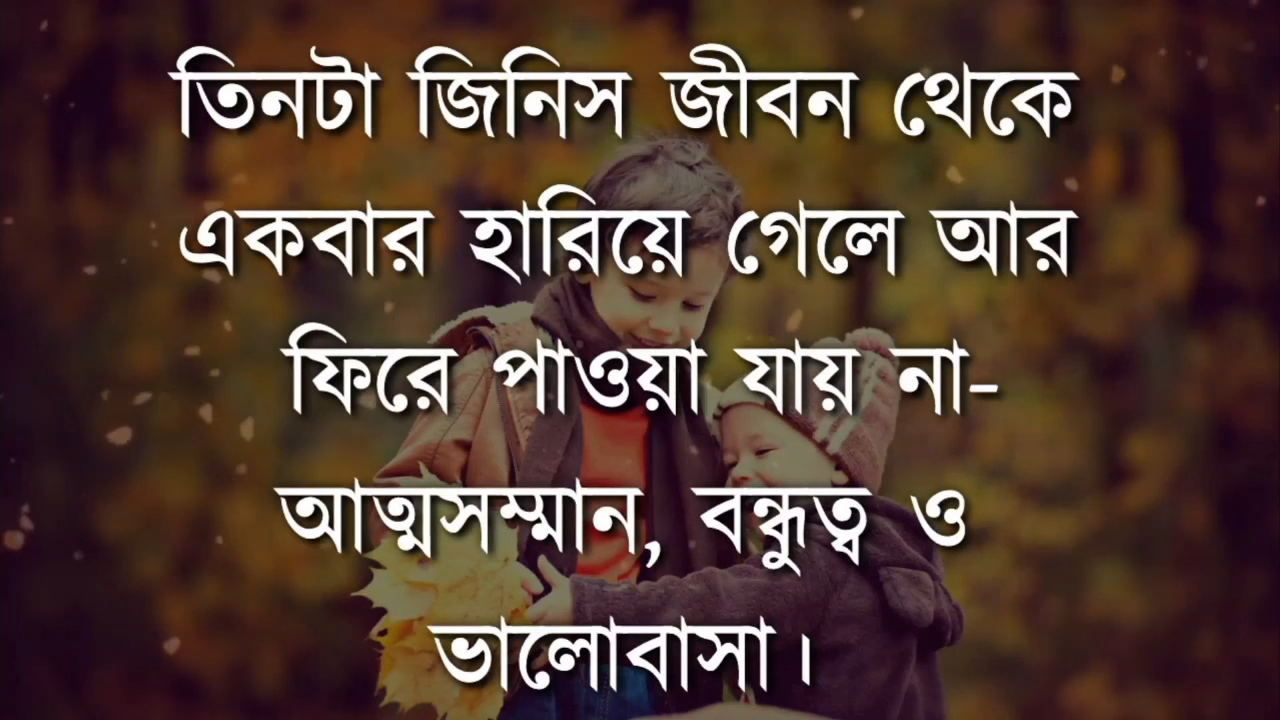 তিনটা জিনিস জীবন থেকে
একবার হারিয়ে গেলে আর
ফিরে পাওয়া যায় না-
আত্মসম্মান, বন্ধুত্ব ও
ভালোবাসা।